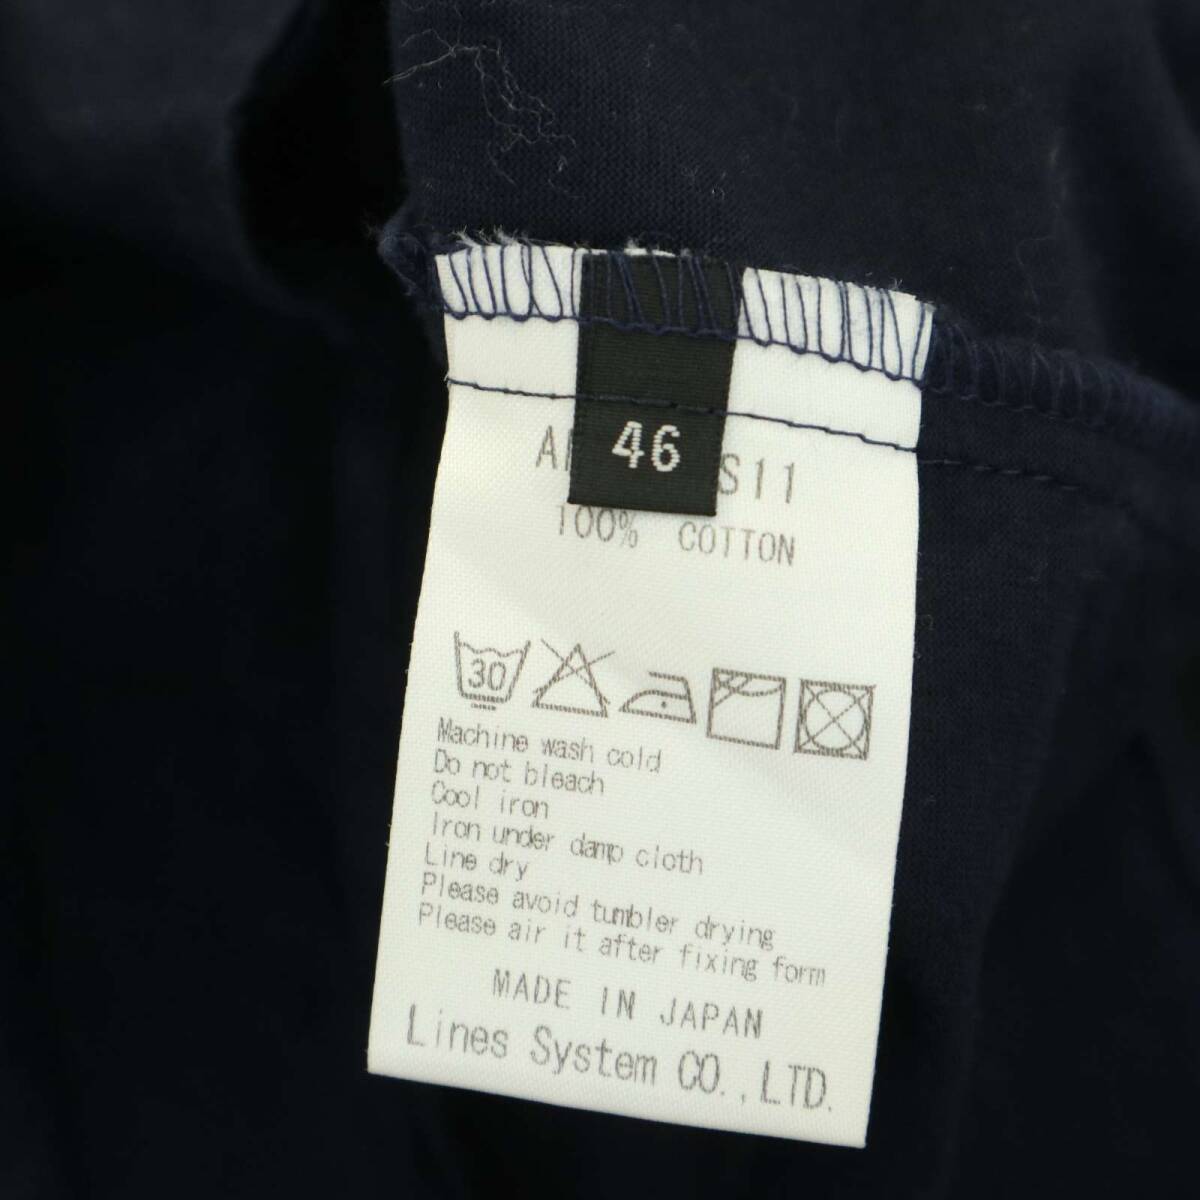 46
S11
100% COTTON
30
Machine wash cold
Do not bleach
Cool iron
Iron under damp cloth
Line dry
Please avoid tumbler drying
Please air it after fixing form
MADE IN JAPAN
Lines System CO.,LTD.